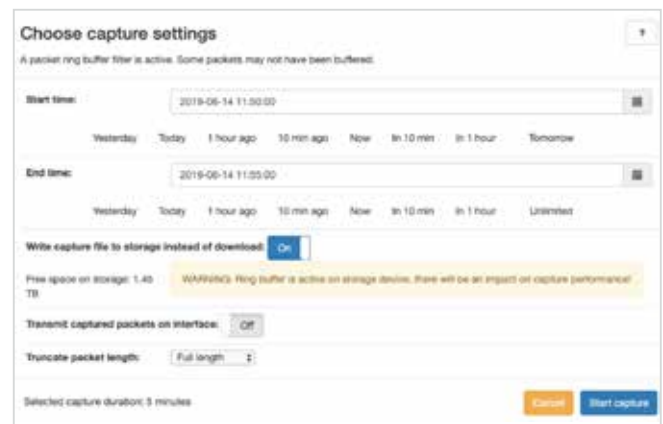 Choose capture settings
?
A packet ring buffer filter is active. Some packets may not have been buffered.
Start time: 2019-06-14 11:50:00
Yesterday Today 1 hour ago 10 min ago Now In 10 min In 1 hour Tomorrow
End time: 2019-06-14 11:55:00
Yesterday Today 1 hour ago 10 min ago Now In 10 min In 1 hour Unlimited
Write capture file to storage instead of download: On
Free space on storage: 1.45 TB
WARNING: Ring buffer is active on storage device, there will be an impact on capture performance!
Transmit captured packets on interface: Off
Truncate packet length: Full length
Selected capture duration: 5 minutes
Cancel Start capture